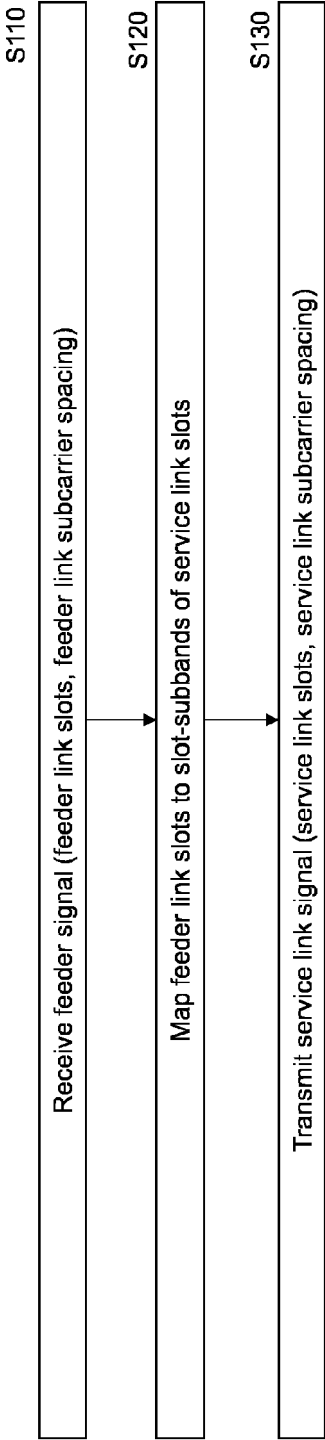 S110
Receive feeder signal (feeder link slots, feeder link subcarrier spacing)
S120
Map feeder link slots to slot-subbands of service link slots
S130
Transmit service link signal (service link slots, service link subcarrier spacing)